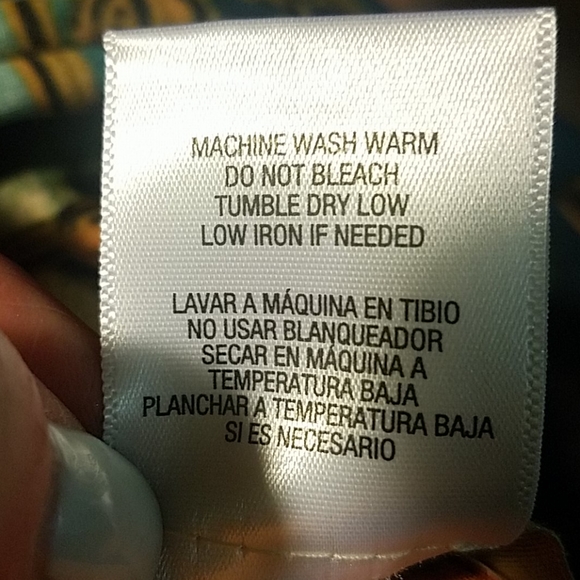 MACHINE WASH WARM
DO NOT BLEACH
TUMBLE DRY LOW
LOW IRON IF NEEDED
LAVAR A MÁQUINA EN TIBIO
NO USAR BLANQUEADOR
SECAR EN MÁQUINA A
TEMPERATURA BAJA
PLANCHAR A TEMPERATURA BAJA
SI ES NECESARIO